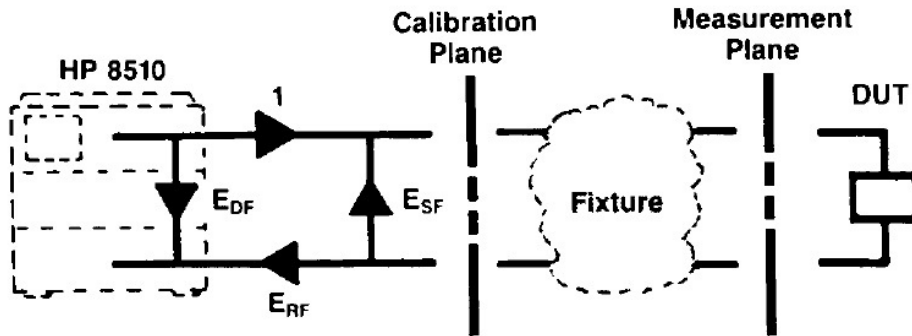 Calibration
Plane
Measurement
Plane
HP 8510
DUT
1
E_DF
E_SF
Fixture
E_RF